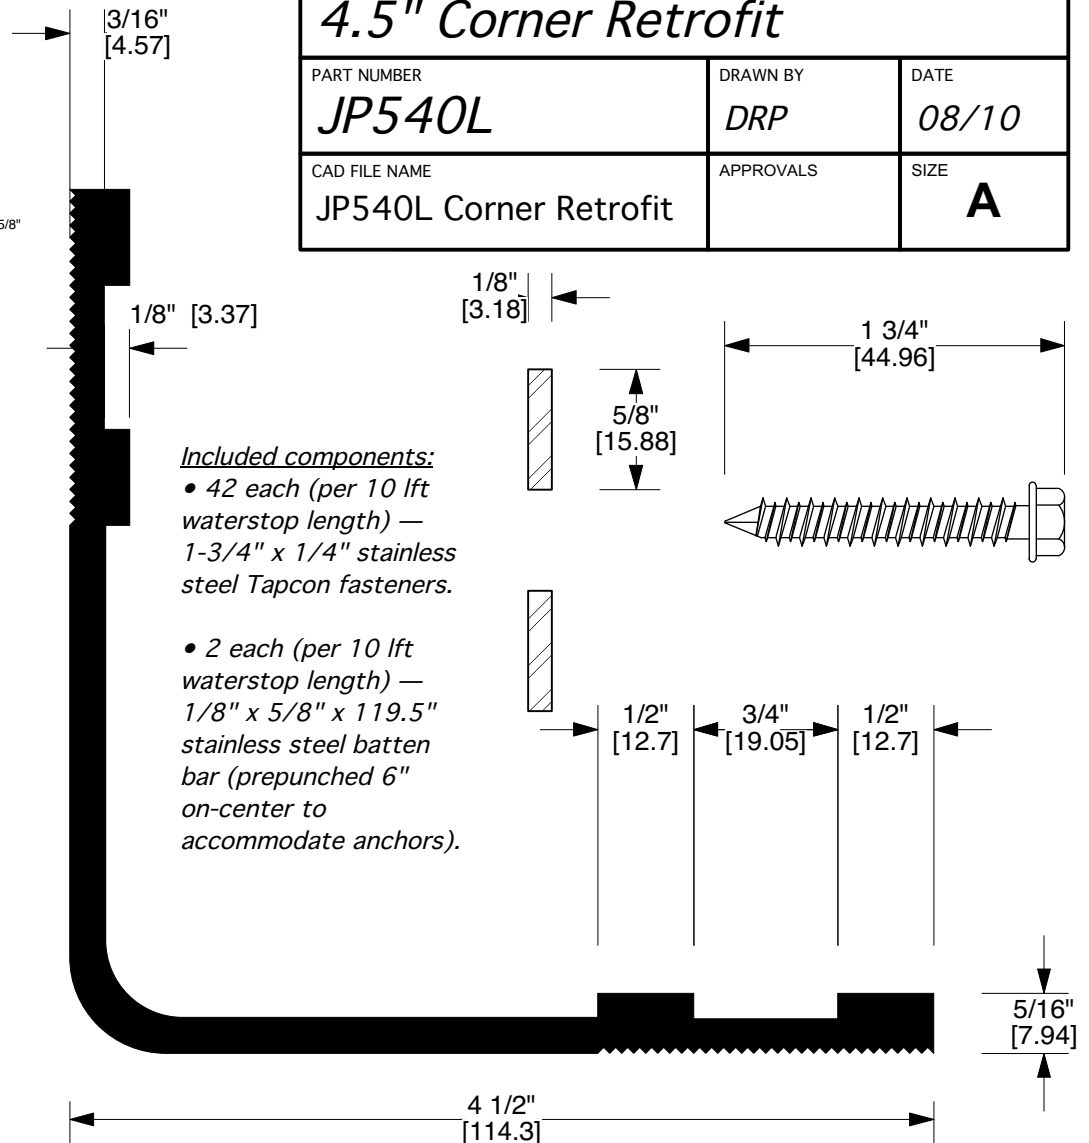 4.5" Corner Retrofit
PART NUMBER
JP540L
DRAWN BY
DRP
DATE
08/10
CAD FILE NAME
JP540L Corner Retrofit
APPROVALS
SIZE
A
3/16"
[4.57]
5/8"
1/8" [3.37]
1/8"
[3.18]
5/8"
[15.88]
1 3/4"
[44.96]
Included components:
• 42 each (per 10 lft
waterstop length) —
1-3/4" x 1/4" stainless
steel Tapcon fasteners.
• 2 each (per 10 lft
waterstop length) —
1/8" x 5/8" x 119.5"
stainless steel batten
bar (prepunched 6"
on-center to
accommodate anchors).
1/2"
[12.7]
3/4"
[19.05]
1/2"
[12.7]
5/16"
[7.94]
4 1/2"
[114.3]